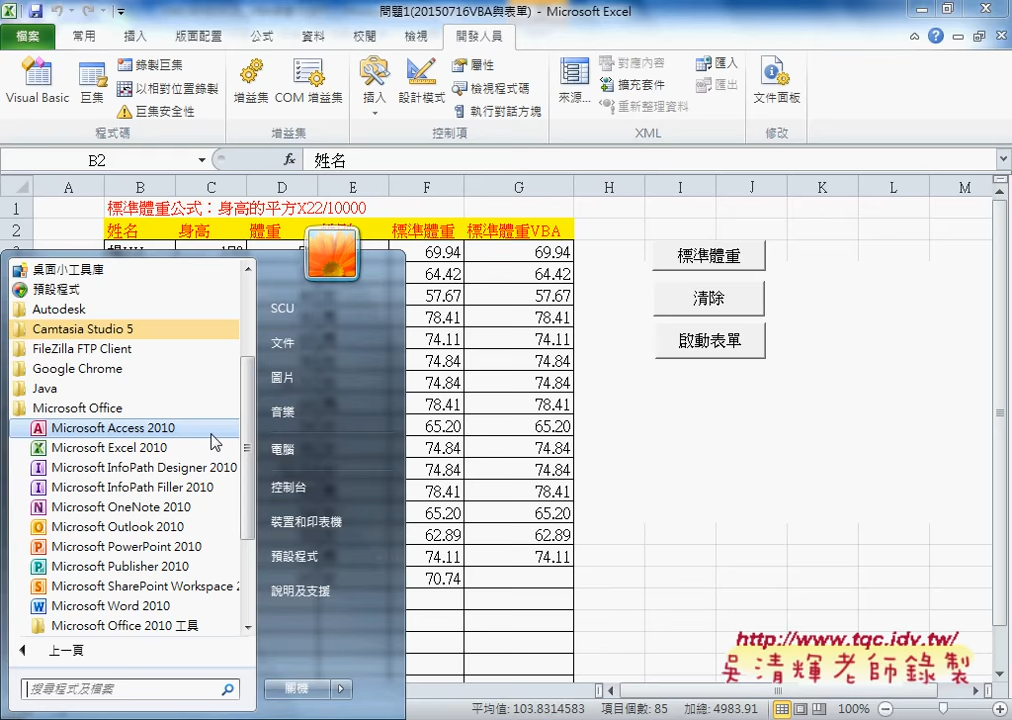 問題1(20150716VBA與表單) - Microsoft Excel
檔案 常用 插入 版面配置 公式 資料 校閱 檢視 開發人員
Visual Basic 巨集 錄製巨集 以相對位置錄製 巨集安全性
增益集 COM 增益集
插入 設計模式 屬性 檢視程式碼 執行對話方塊
來源... 對應內容 擴充套件 重新整理資料 匯入 匯出
文件面板
程式碼 增益集 控制項 XML 修改
B2 fx 姓名
A B C D E F G H I J K L M
1 標準體重公式：身高的平方X22/10000
2 姓名 身高 體重 標準體重 標準體重VBA
69.94 69.94
64.42 64.42
57.67 57.67
78.41 78.41
74.11 74.11
74.84 74.84
74.84 74.84
78.41 78.41
65.20 65.20
74.84 74.84
74.84 74.84
78.41 78.41
65.20 65.20
62.89 62.89
74.11 74.11
70.74
標準體重
清除
啟動表單
桌面小工具庫
預設程式
Autodesk
Camtasia Studio 5
FileZilla FTP Client
Google Chrome
Java
Microsoft Office
Microsoft Access 2010
Microsoft Excel 2010
Microsoft InfoPath Designer 2010
Microsoft InfoPath Filler 2010
Microsoft OneNote 2010
Microsoft Outlook 2010
Microsoft PowerPoint 2010
Microsoft Publisher 2010
Microsoft SharePoint Workspace 2
Microsoft Word 2010
Microsoft Office 2010 工具
上一頁
搜尋程式及檔案
SCU
文件
圖片
音樂
電腦
控制台
裝置和印表機
預設程式
說明及支援
關機
http://www.tqc.idv.tw/
吳清輝老師錄製
平均值: 103.8314583 項目個數: 85 加總: 4983.91 100%